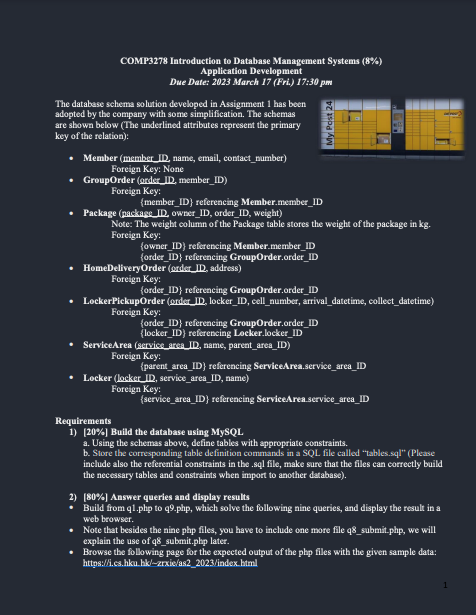 COMP3278 Introduction to Database Management Systems (8%)
Application Development
Due Date: 2023 March 17 (Fri.) 17:30 pm
The database schema solution developed in Assignment 1 has been
adopted by the company with some simplification. The schemas
are shown below (The underlined attributes represent the primary
key of the relation):
My Post 24
• Member (member_ID, name, email, contact_number)
Foreign Key: None
• GroupOrder (order_ID, member_ID)
Foreign Key:
{member_ID} referencing Member.member_ID
• Package (package_ID, owner_ID, order_ID, weight)
Note: The weight column of the Package table stores the weight of the package in kg.
Foreign Key:
{owner_ID} referencing Member.member_ID
{order_ID} referencing GroupOrder.order_ID
• HomeDeliveryOrder (order_ID, address)
Foreign Key:
{order_ID} referencing GroupOrder.order_ID
• LockerPickupOrder (order_ID, locker_ID, cell_number, arrival_datetime, collect_datetime)
Foreign Key:
{order_ID} referencing GroupOrder.order_ID
{locker_ID} referencing Locker.locker_ID
• ServiceArea (service_area_ID, name, parent_area_ID)
Foreign Key:
{parent_area_ID} referencing ServiceArea.service_area_ID
• Locker (locker_ID, service_area_ID, name)
Foreign Key:
{service_area_ID} referencing ServiceArea.service_area_ID
Requirements
1) [20%] Build the database using MySQL
a. Using the schemas above, define tables with appropriate constraints.
b. Store the corresponding table definition commands in a SQL file called “tables.sql” (Please
include also the referential constraints in the .sql file, make sure that the files can correctly build
the necessary tables and constraints when import to another database).
2) [80%] Answer queries and display results
• Build from q1.php to q9.php, which solve the following nine queries, and display the result in a
web browser.
• Note that besides the nine php files, you have to include one more file q8_submit.php, we will
explain the use of q8_submit.php later.
• Browse the following page for the expected output of the php files with the given sample data:
https://i.cs.hku.hk/~zrxie/as2_2023/index.html
1